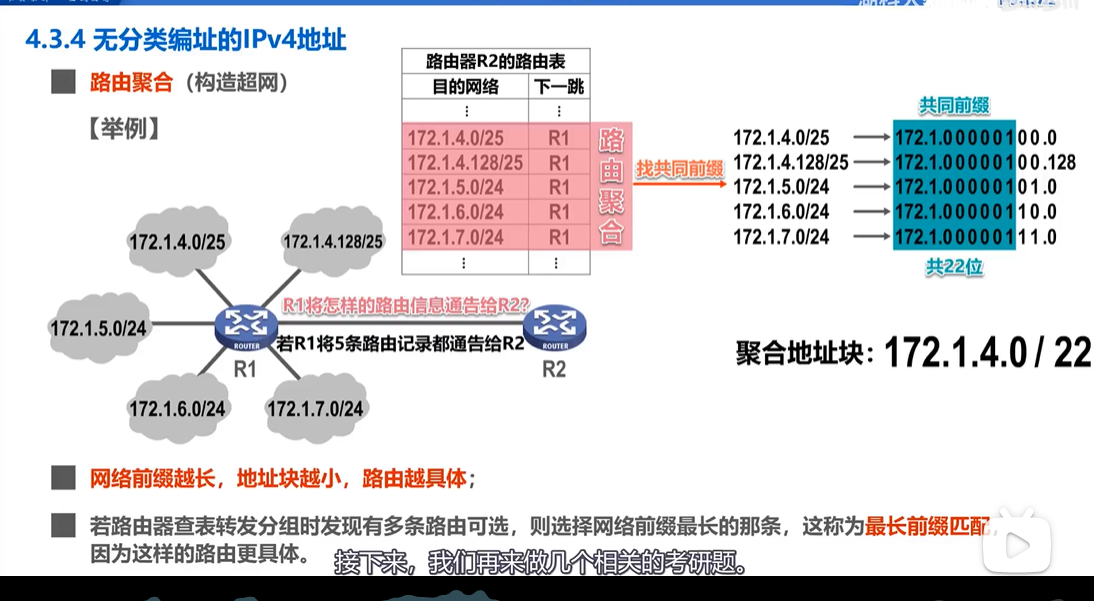 4.3.4 无分类编址的IPv4地址
路由聚合（构造超网）
【举例】
路由器R2的路由表
目的网络 下一跳
⋮ ⋮
172.1.4.0/25 R1
172.1.4.128/25 R1
172.1.5.0/24 R1
172.1.6.0/24 R1
172.1.7.0/24 R1
⋮ ⋮
路由聚合
找共同前缀
共同前缀
172.1.4.0/25 172.1.00000100.0
172.1.4.128/25 172.1.00000100.128
172.1.5.0/24 172.1.00000101.0
172.1.6.0/24 172.1.00000110.0
172.1.7.0/24 172.1.00000111.0
共22位
聚合地址块：172.1.4.0 / 22
172.1.4.0/25
172.1.4.128/25
172.1.5.0/24
172.1.6.0/24
172.1.7.0/24
ROUTER
R1
R1将怎样的路由信息通告给R2?
若R1将5条路由记录都通告给R2
ROUTER
R2
网络前缀越长，地址块越小，路由越具体；
若路由器查表转发分组时发现有多条路由可选，则选择网络前缀最长的那条，这称为最长前缀匹配，
因为这样的路由更具体。
接下来，我们再来做几个相关的考研题。